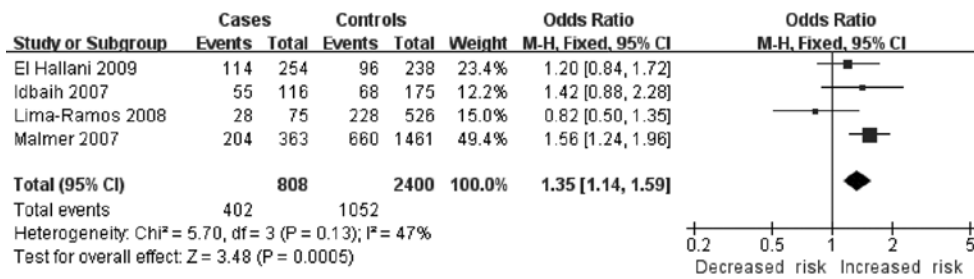 Cases Controls Odds Ratio Odds Ratio
Study or Subgroup Events Total Events Total Weight M-H, Fixed, 95% CI M-H, Fixed, 95% CI
El Hallani 2009 114 254 96 238 23.4% 1.20 [0.84, 1.72]
Idbaih 2007 55 116 68 175 12.2% 1.42 [0.88, 2.28]
Lima-Ramos 2008 28 75 228 526 15.0% 0.82 [0.50, 1.35]
Malmer 2007 204 363 660 1461 49.4% 1.56 [1.24, 1.96]
Total (95% CI) 808 2400 100.0% 1.35 [1.14, 1.59]
Total events 402 1052
Heterogeneity: Chi² = 5.70, df = 3 (P = 0.13); I² = 47%
Test for overall effect: Z = 3.48 (P = 0.0005)
0.2 0.5 1 2 5
Decreased risk Increased risk